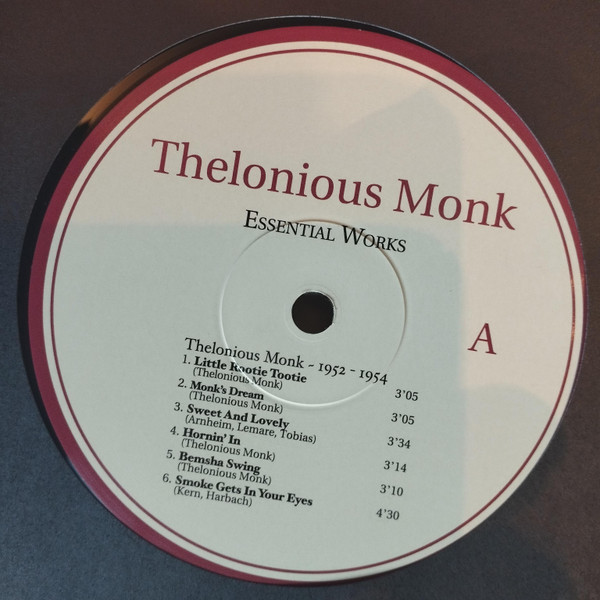 Thelonious Monk
ESSENTIAL WORKS
A
Thelonious Monk - 1952 - 1954
1. Little Rootie Tootie 3'05
(Thelonious Monk)
2. Monk's Dream 3'05
(Thelonious Monk)
3. Sweet And Lovely 3'34
(Arnheim, Lemare, Tobias)
4. Hornin' In 3'14
(Thelonious Monk)
5. Bemsha Swing 3'10
(Thelonious Monk)
6. Smoke Gets In Your Eyes 4'30
(Kern, Harbach)